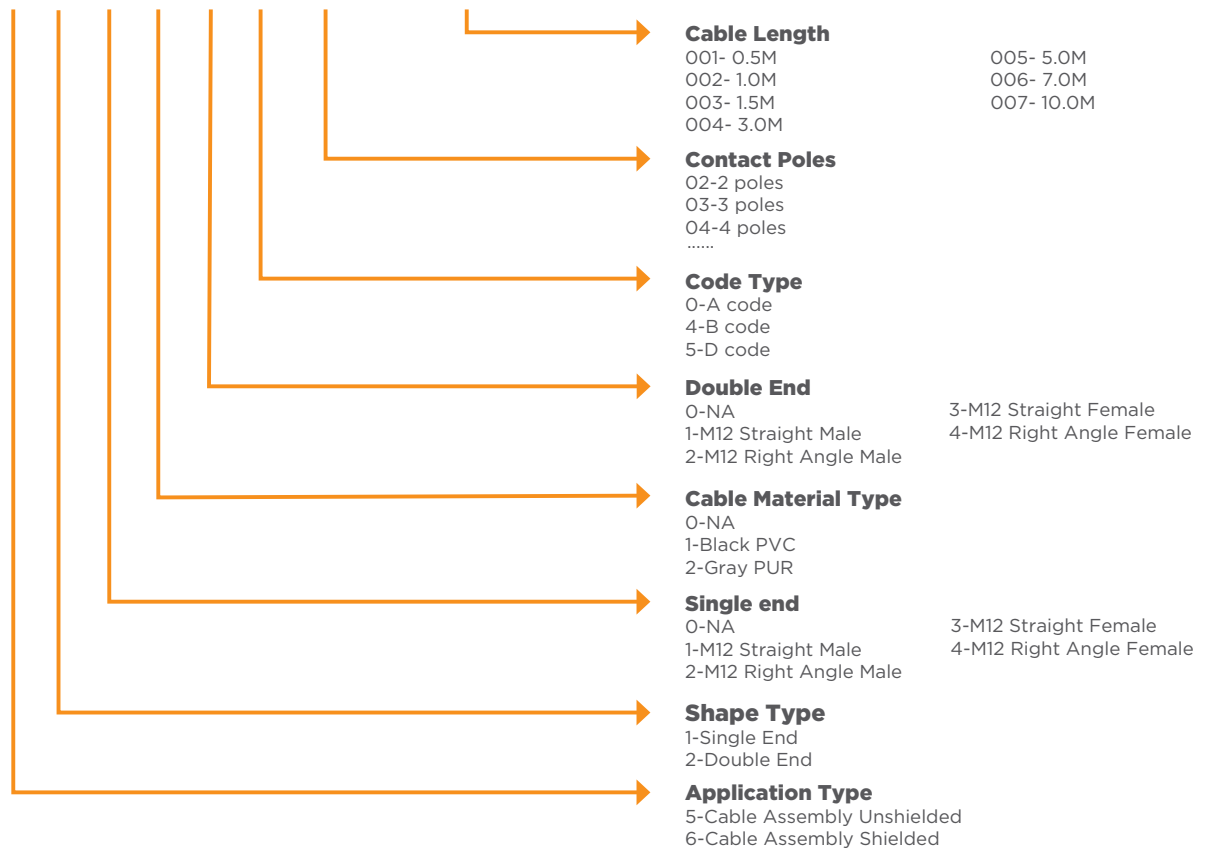 Cable Length
001- 0.5M
002- 1.0M
003- 1.5M
004- 3.0M
005- 5.0M
006- 7.0M
007- 10.0M
Contact Poles
02-2 poles
03-3 poles
04-4 poles
......
Code Type
0-A code
4-B code
5-D code
Double End
0-NA
1-M12 Straight Male
2-M12 Right Angle Male
3-M12 Straight Female
4-M12 Right Angle Female
Cable Material Type
0-NA
1-Black PVC
2-Gray PUR
Single end
0-NA
1-M12 Straight Male
2-M12 Right Angle Male
3-M12 Straight Female
4-M12 Right Angle Female
Shape Type
1-Single End
2-Double End
Application Type
5-Cable Assembly Unshielded
6-Cable Assembly Shielded